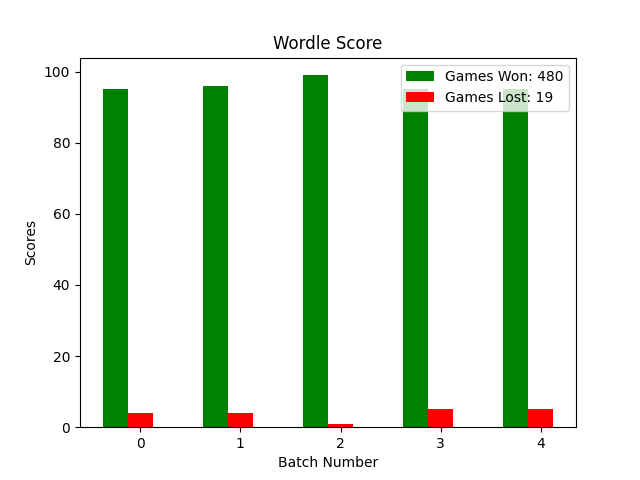 Wordle Score
Games Won: 480
Games Lost: 19
100
80
60
40
20
0
Scores
0 1 2 3 4
Batch Number